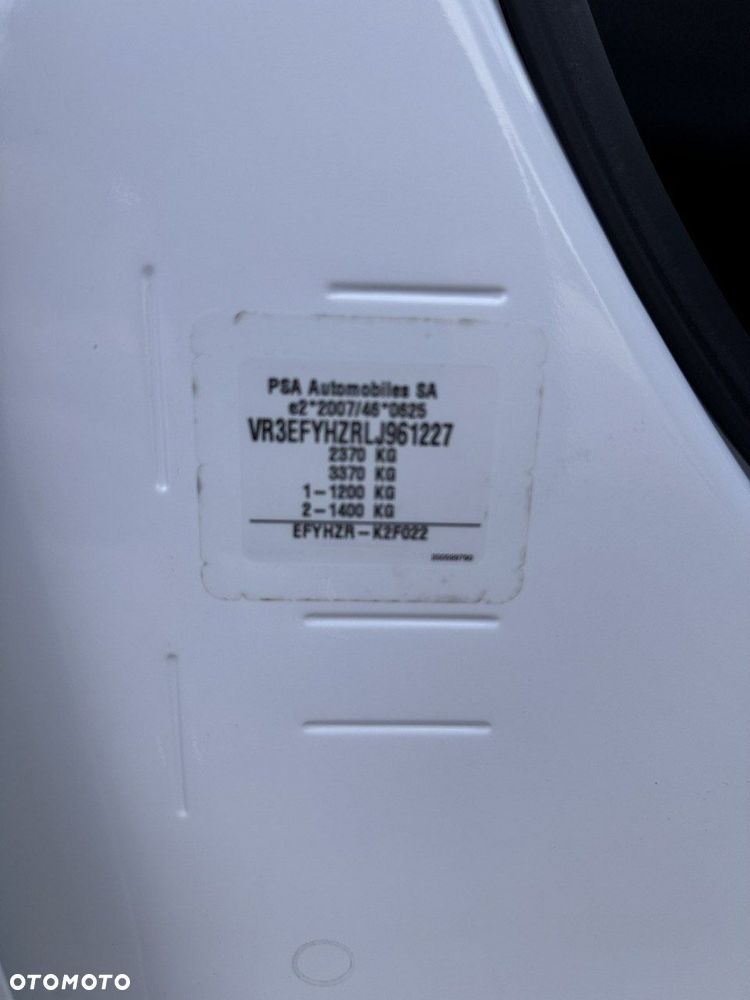 PSA Automobiles SA
e2*2007/46*0625
VR3EFYHZRLJ961227
2370 KG
3370 KG
1-1200 KG
2-1400 KG
EFYHZR-K2F022
OTOMOTO